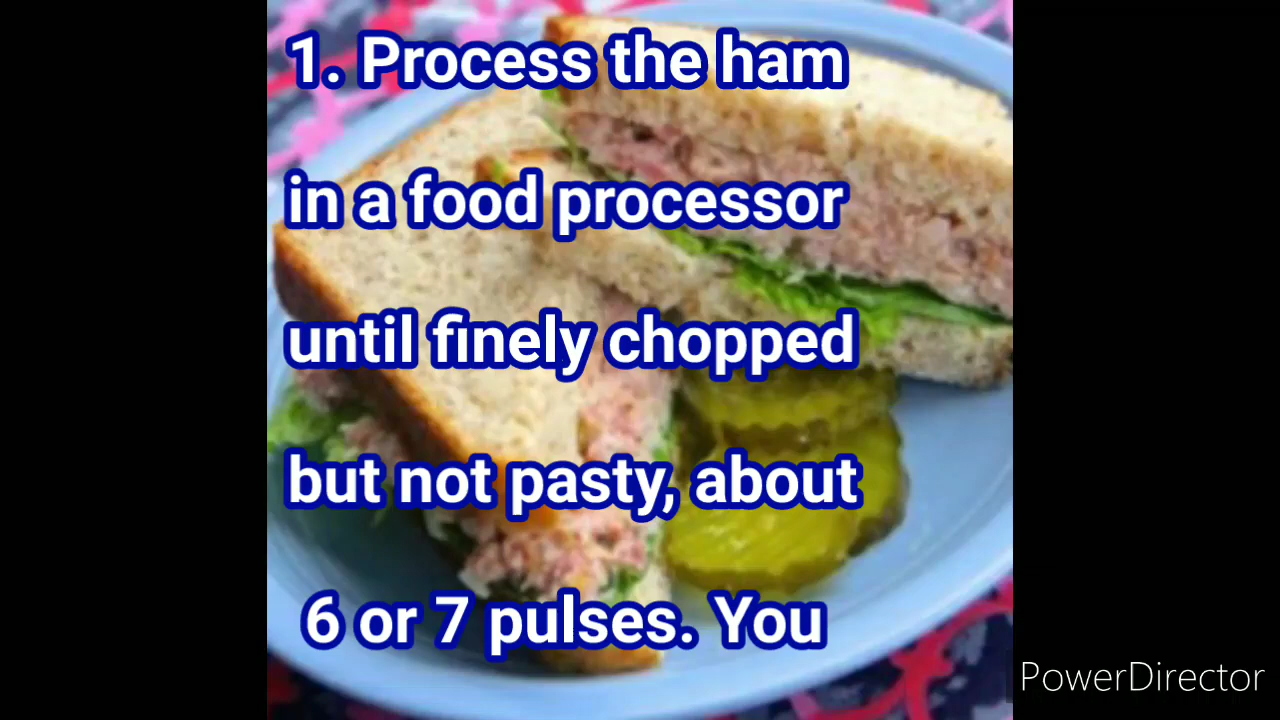 1. Process the ham
in a food processor
until finely chopped
but not pasty, about
6 or 7 pulses. You
PowerDirector